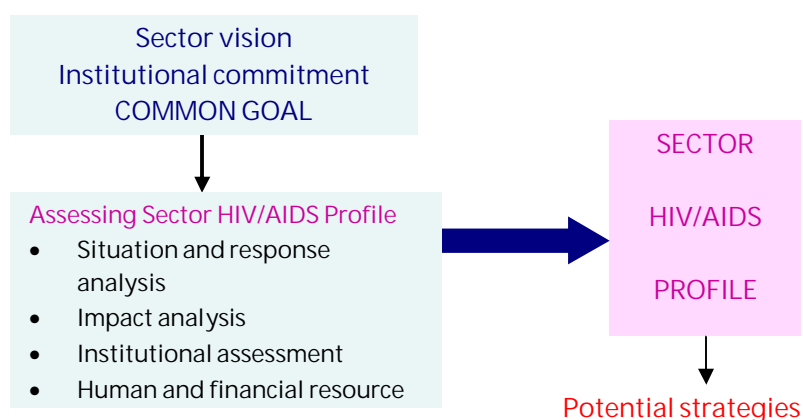 Sector vision
Institutional commitment
COMMON GOAL
Assessing Sector HIV/AIDS Profile
• Situation and response
analysis
• Impact analysis
• Institutional assessment
• Human and financial resource
SECTOR
HIV/AIDS
PROFILE
Potential strategies